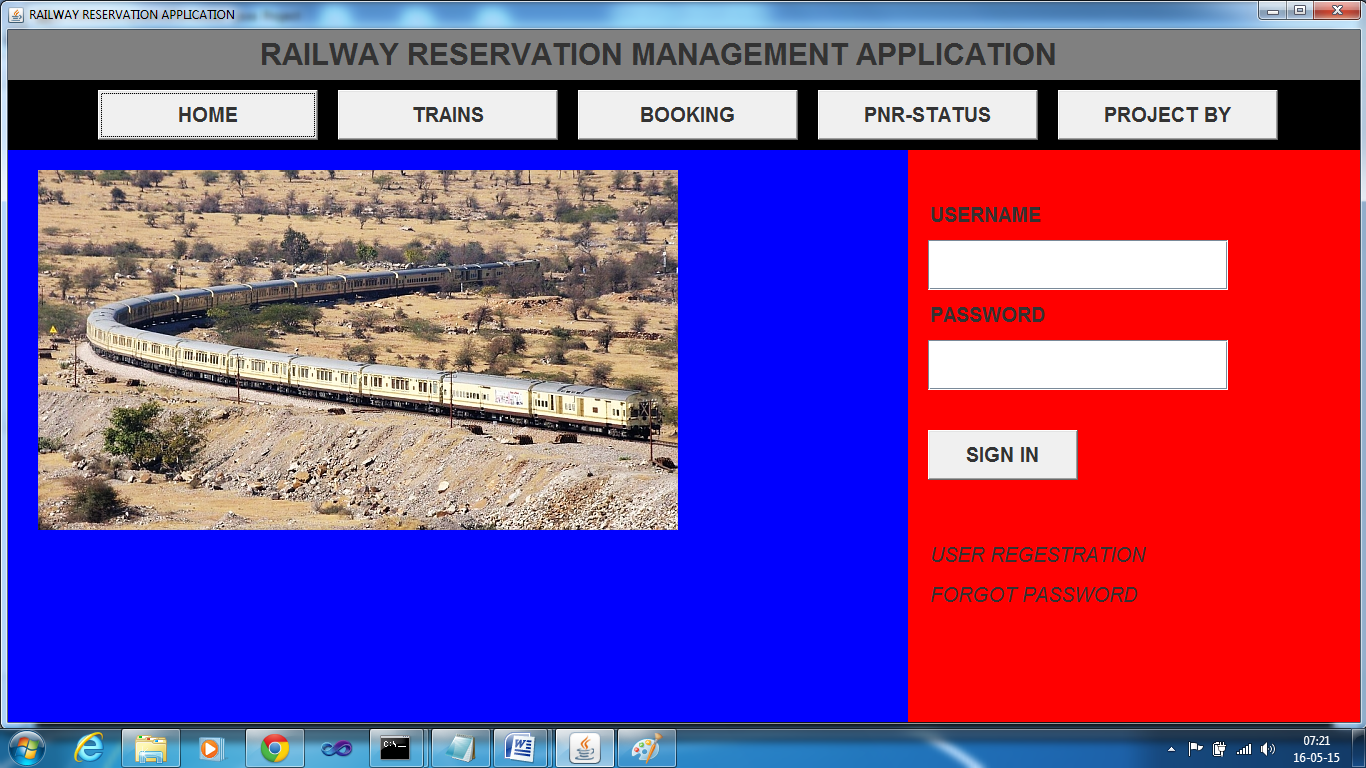 RAILWAY RESERVATION APPLICATION
RAILWAY RESERVATION MANAGEMENT APPLICATION
HOME TRAINS BOOKING PNR-STATUS PROJECT BY
USERNAME
PASSWORD
SIGN IN
USER REGESTRATION
FORGOT PASSWORD
07:21
16-05-15